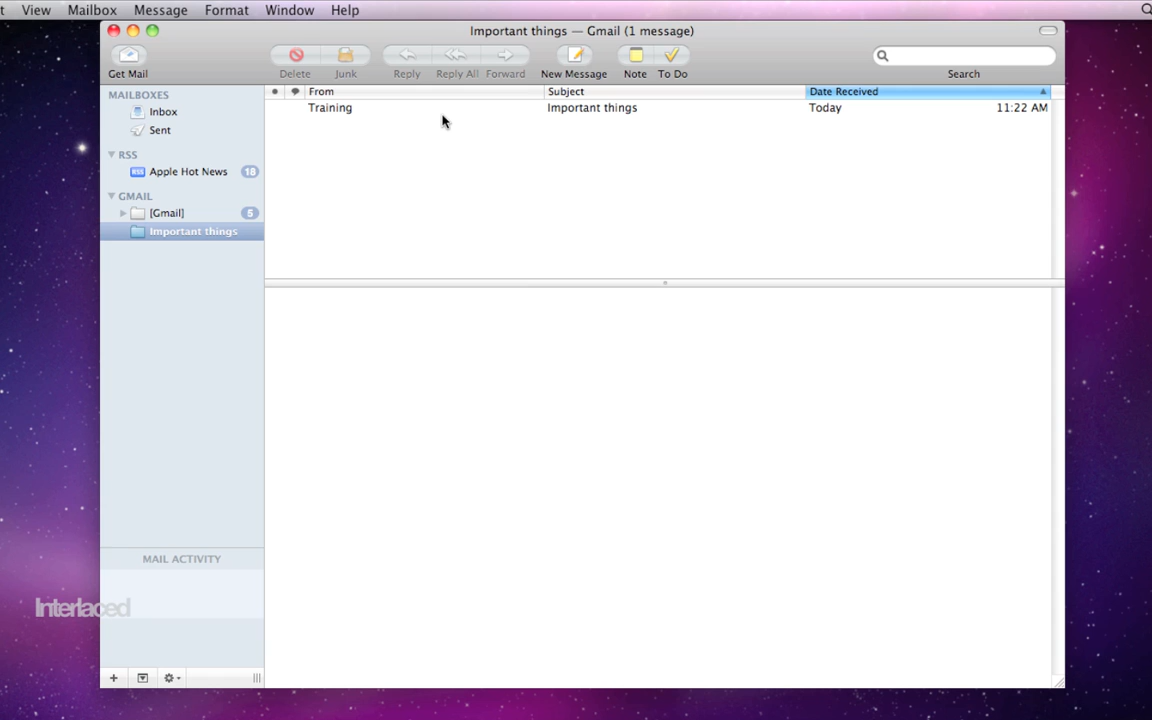 t View Mailbox Message Format Window Help
Important things — Gmail (1 message)
Get Mail Delete Junk Reply Reply All Forward New Message Note To Do Search
MAILBOXES
From Subject Date Received
Inbox
Training Important things Today 11:22 AM
Sent
RSS
RSS Apple Hot News 18
GMAIL
[Gmail] 5
Important things
MAIL ACTIVITY
Interlaced